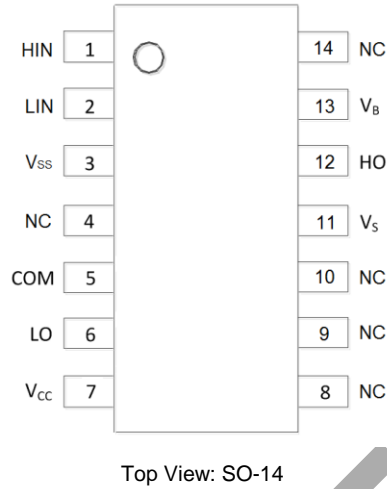 HIN 1 14 NC
LIN 2 13 VB
VSS 3 12 HO
NC 4 11 VS
COM 5 10 NC
LO 6 9 NC
VCC 7 8 NC
Top View: SO-14